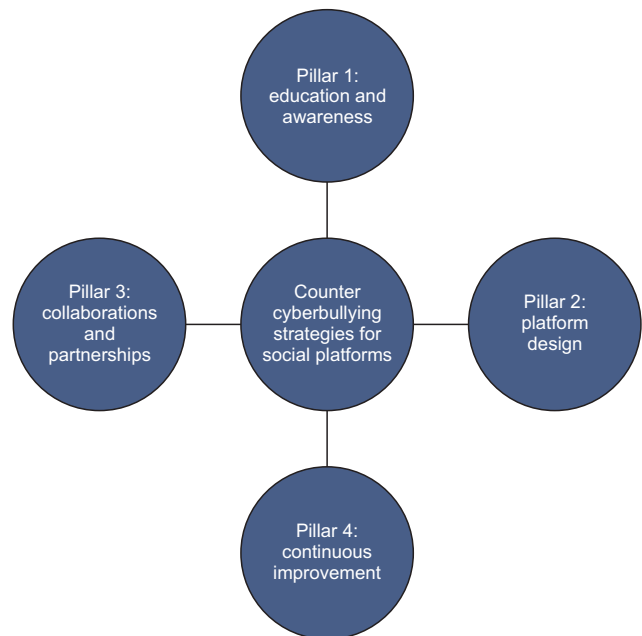 Pillar 1:
education and
awareness
Pillar 3:
collaborations
and
partnerships
Counter
cyberbullying
strategies for
social platforms
Pillar 2:
platform
design
Pillar 4:
continuous
improvement